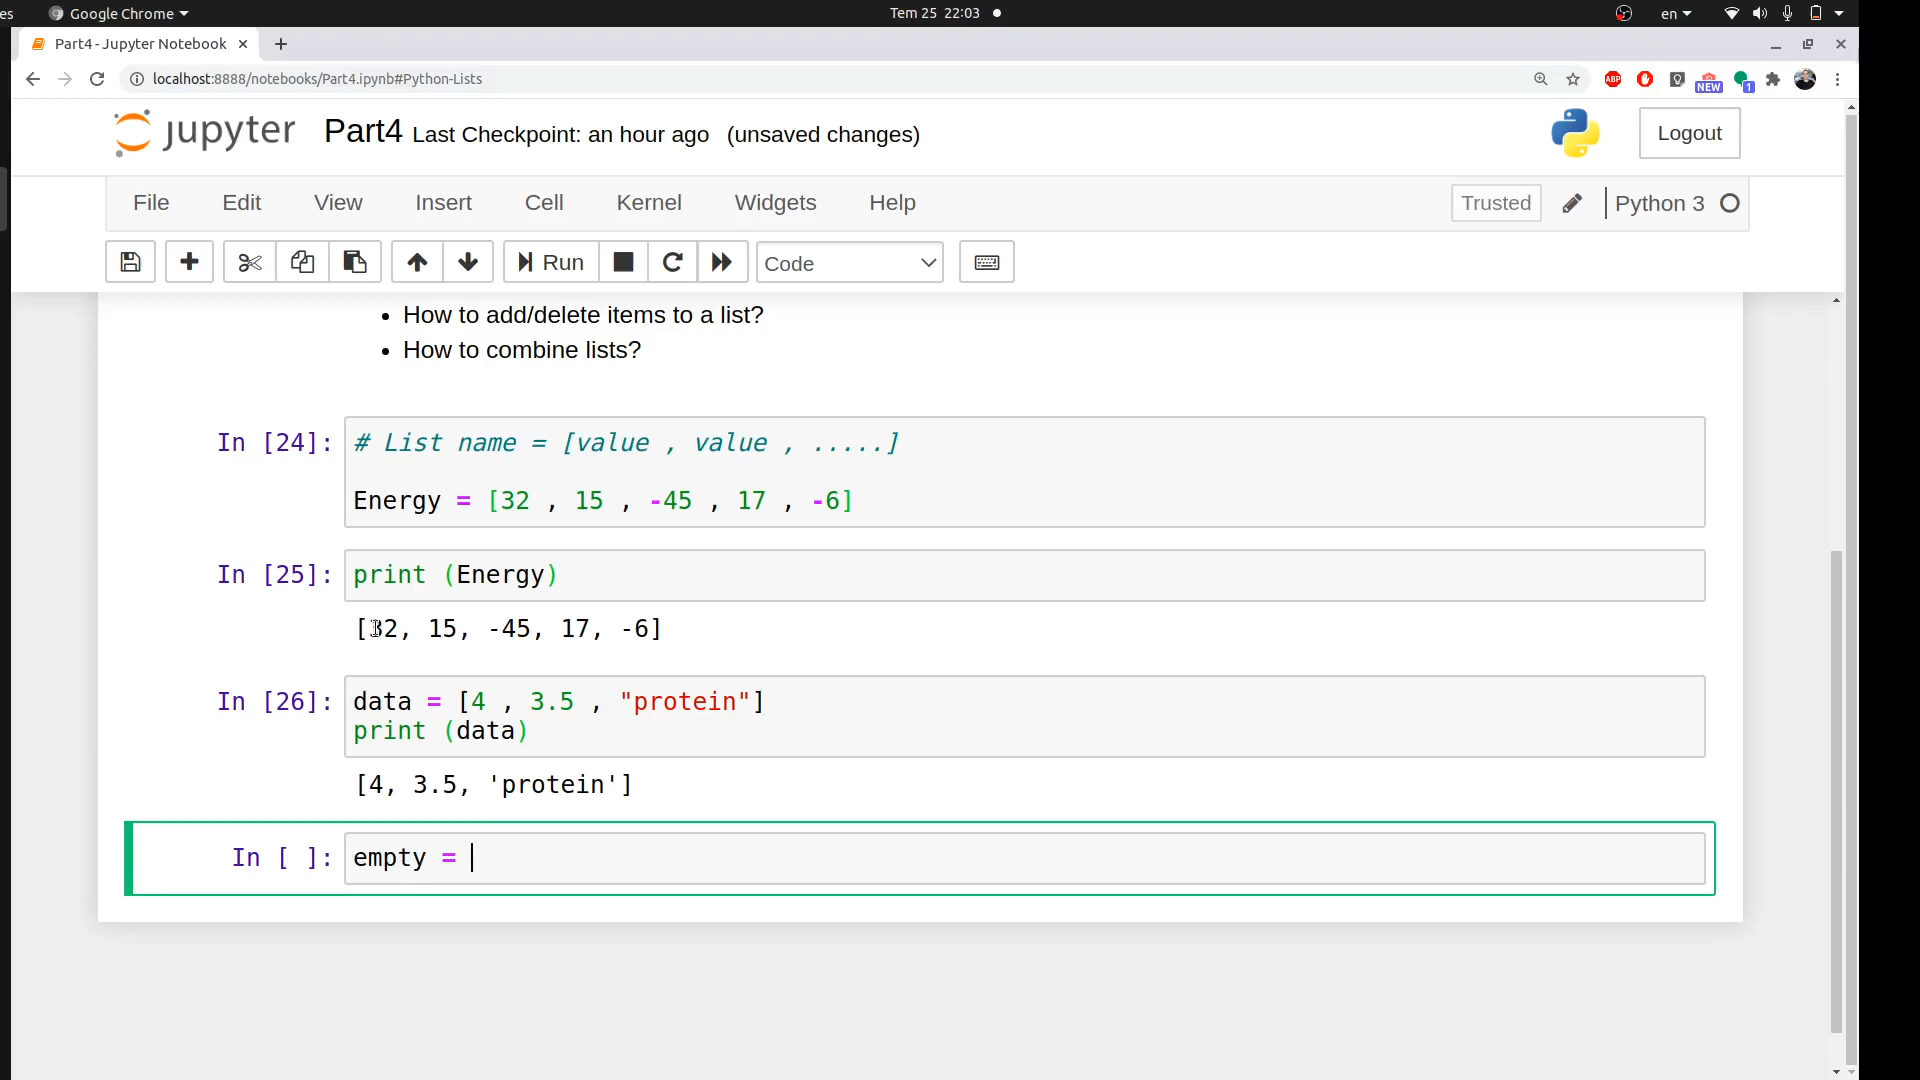 es Google Chrome Tem 25 22:03 en
Part4 - Jupyter Notebook
localhost:8888/notebooks/Part4.ipynb#Python-Lists ABP NEW 1
jupyter Part4 Last Checkpoint: an hour ago (unsaved changes) Logout
File Edit View Insert Cell Kernel Widgets Help Trusted Python 3
Run Code
• How to add/delete items to a list?
• How to combine lists?
In [24]: # List name = [value , value , .....]
Energy = [32 , 15 , -45 , 17 , -6]
In [25]: print (Energy)
[32, 15, -45, 17, -6]
In [26]: data = [4 , 3.5 , "protein"]
print (data)
[4, 3.5, 'protein']
In [ ]: empty =